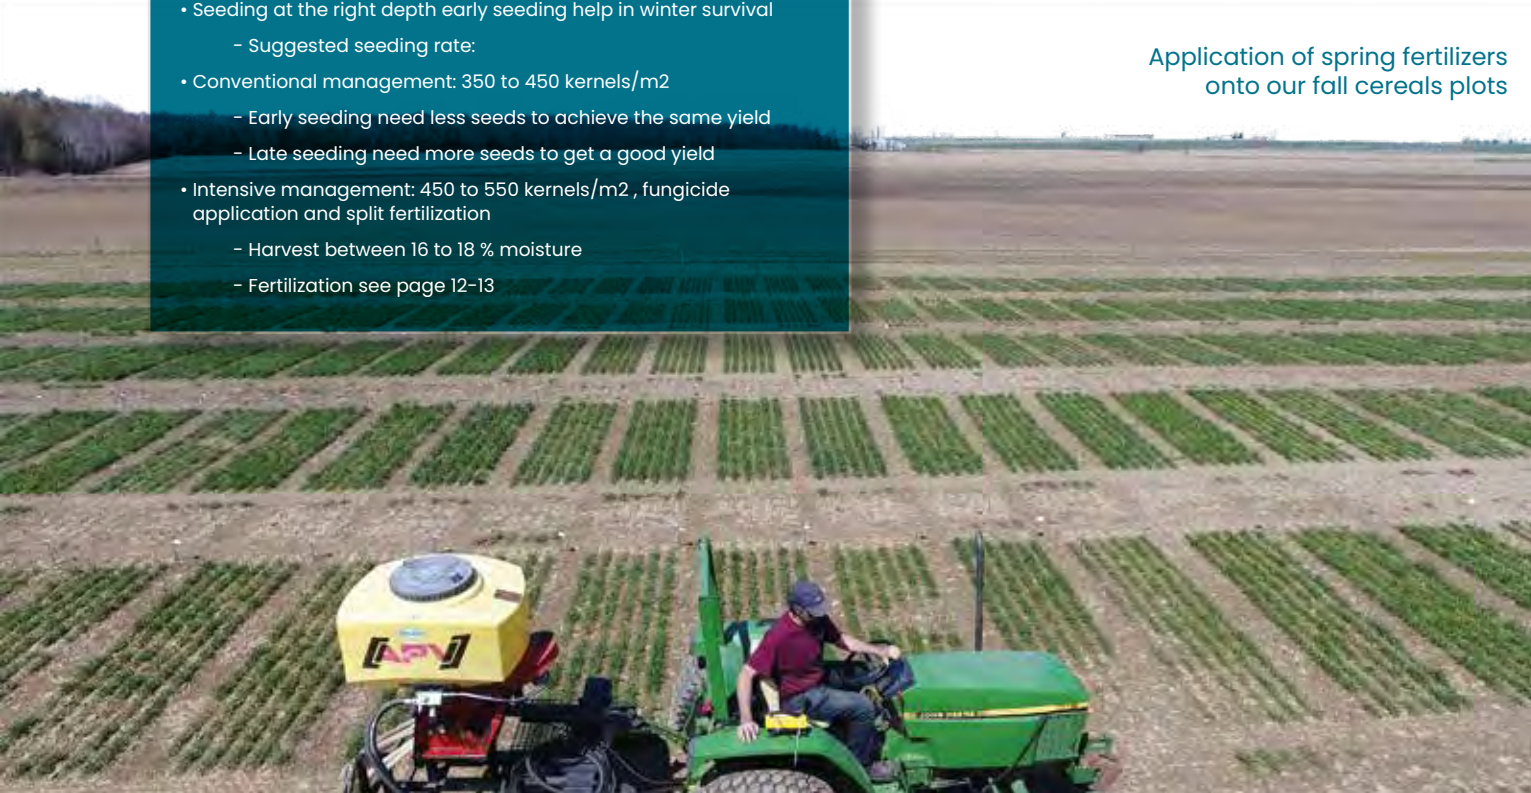 • Seeding at the right depth early seeding help in winter survival
- Suggested seeding rate:
• Conventional management: 350 to 450 kernels/m2
- Early seeding need less seeds to achieve the same yield
- Late seeding need more seeds to get a good yield
• Intensive management: 450 to 550 kernels/m2 , fungicide
application and split fertilization
- Harvest between 16 to 18 % moisture
- Fertilization see page 12-13
Application of spring fertilizers
onto our fall cereals plots
[APV]